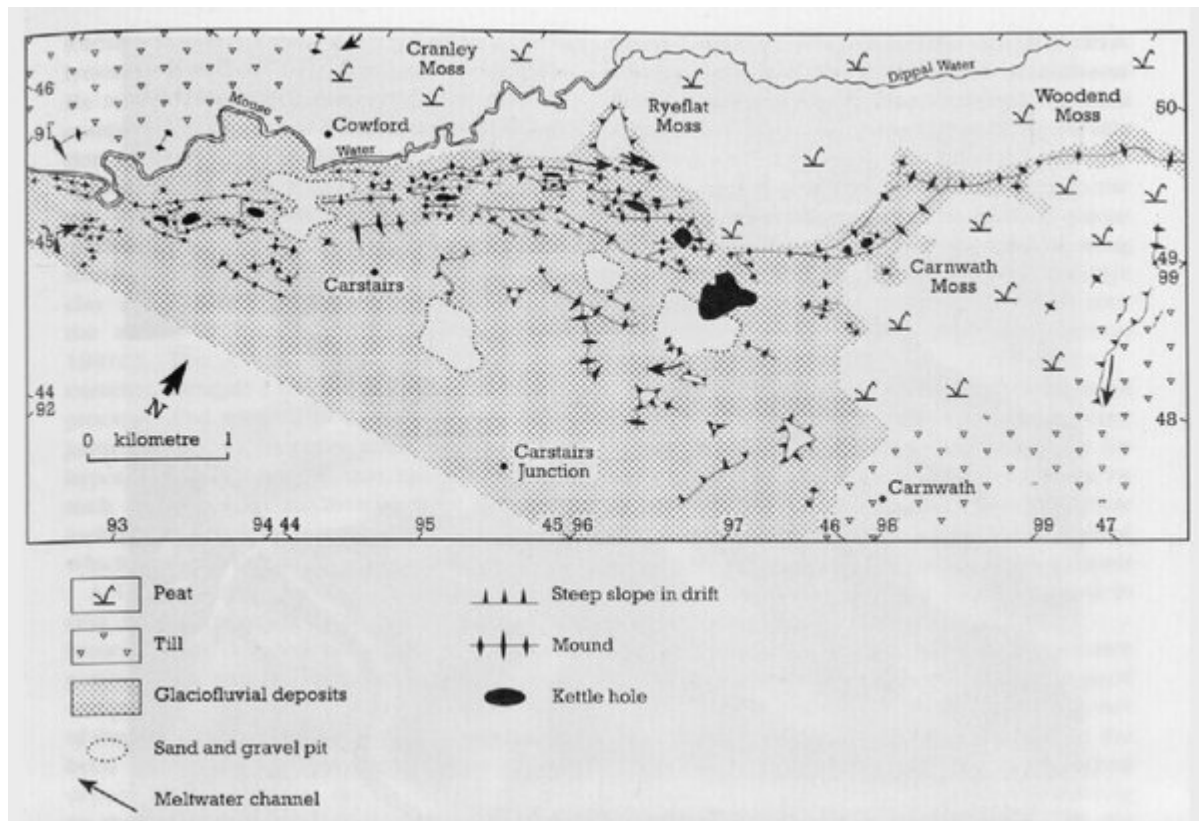 Cranley
Moss
Dippal Water
46
Ryeflat
Moss
Woodend
Moss
50
Mouse
Water
Cowford
91
45
Carstairs
49
99
Carnwath
Moss
44
92
N
0 kilometre 1
48
Carstairs
Junction
Carnwath
93
94 44
95
45 96
97
46 98
99 47
Peat
Till
Glaciofluvial deposits
Sand and gravel pit
Meltwater channel
Steep slope in drift
Mound
Kettle hole